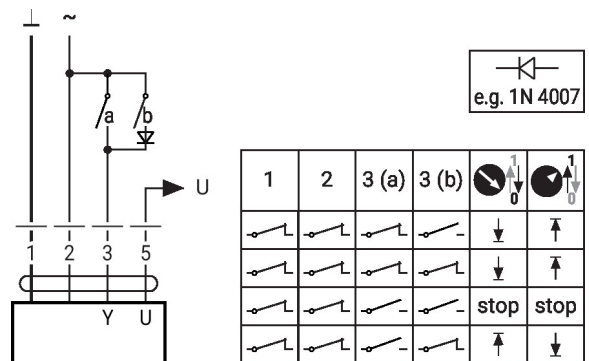 ⊥ ~
a b
e.g. 1N 4007
U
1 2 3 (a) 3 (b) 1 0 1 0
1 2 3 5
stop stop
Y U